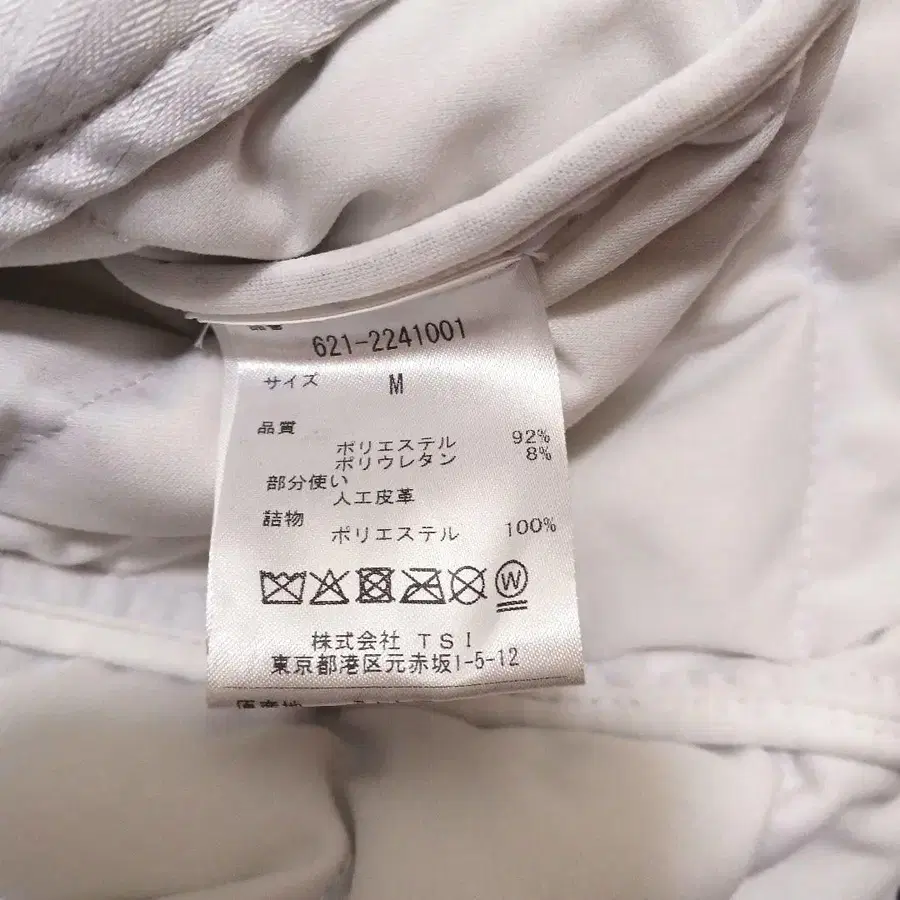 621-2241001
サイズ M
品質
ポリエステル 92%
ポリウレタン 8%
部分使い
人工皮革
詰物
ポリエステル 100%
W
株式会社 TSI
東京都港区元赤坂1-5-12